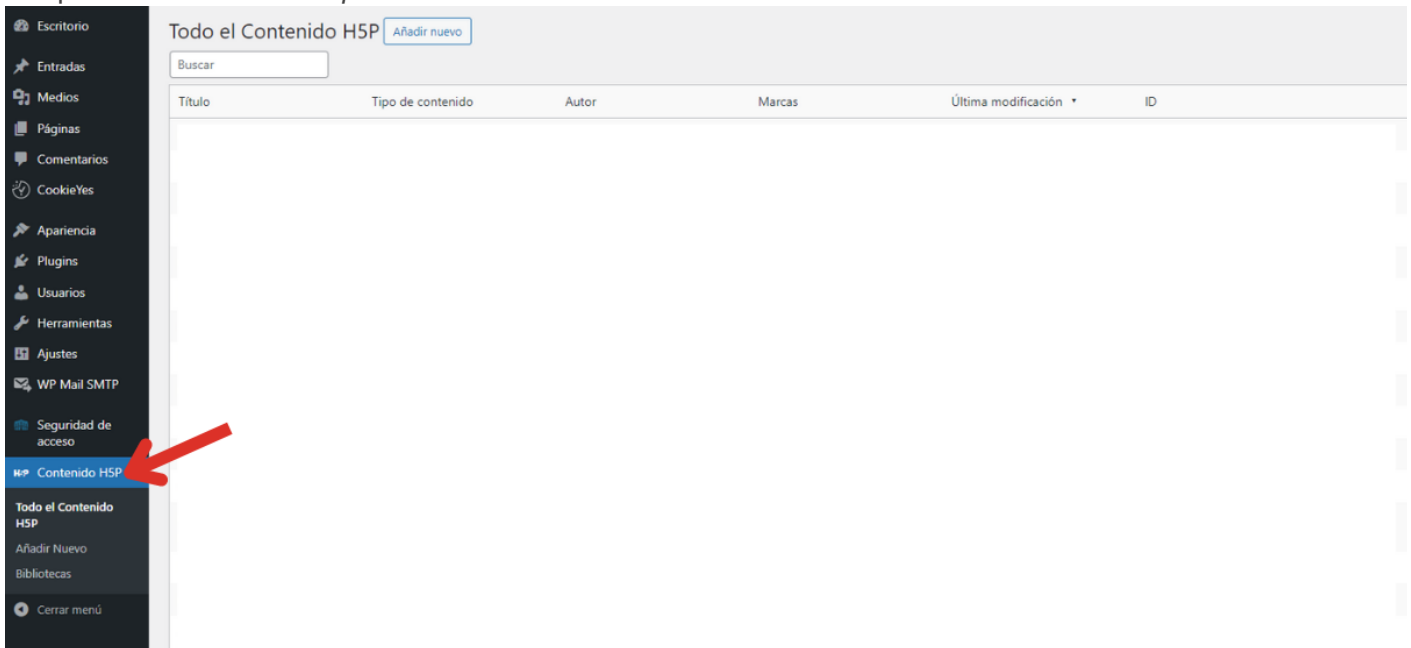 Escritorio
Entradas
Medios
Páginas
Comentarios
CookieYes
Apariencia
Plugins
Usuarios
Herramientas
Ajustes
WP Mail SMTP
Seguridad de
acceso
H5P Contenido H5P
Todo el Contenido
H5P
Añadir Nuevo
Bibliotecas
Cerrar menú
Todo el Contenido H5P Añadir nuevo
Buscar
Título Tipo de contenido Autor Marcas Última modificación ID